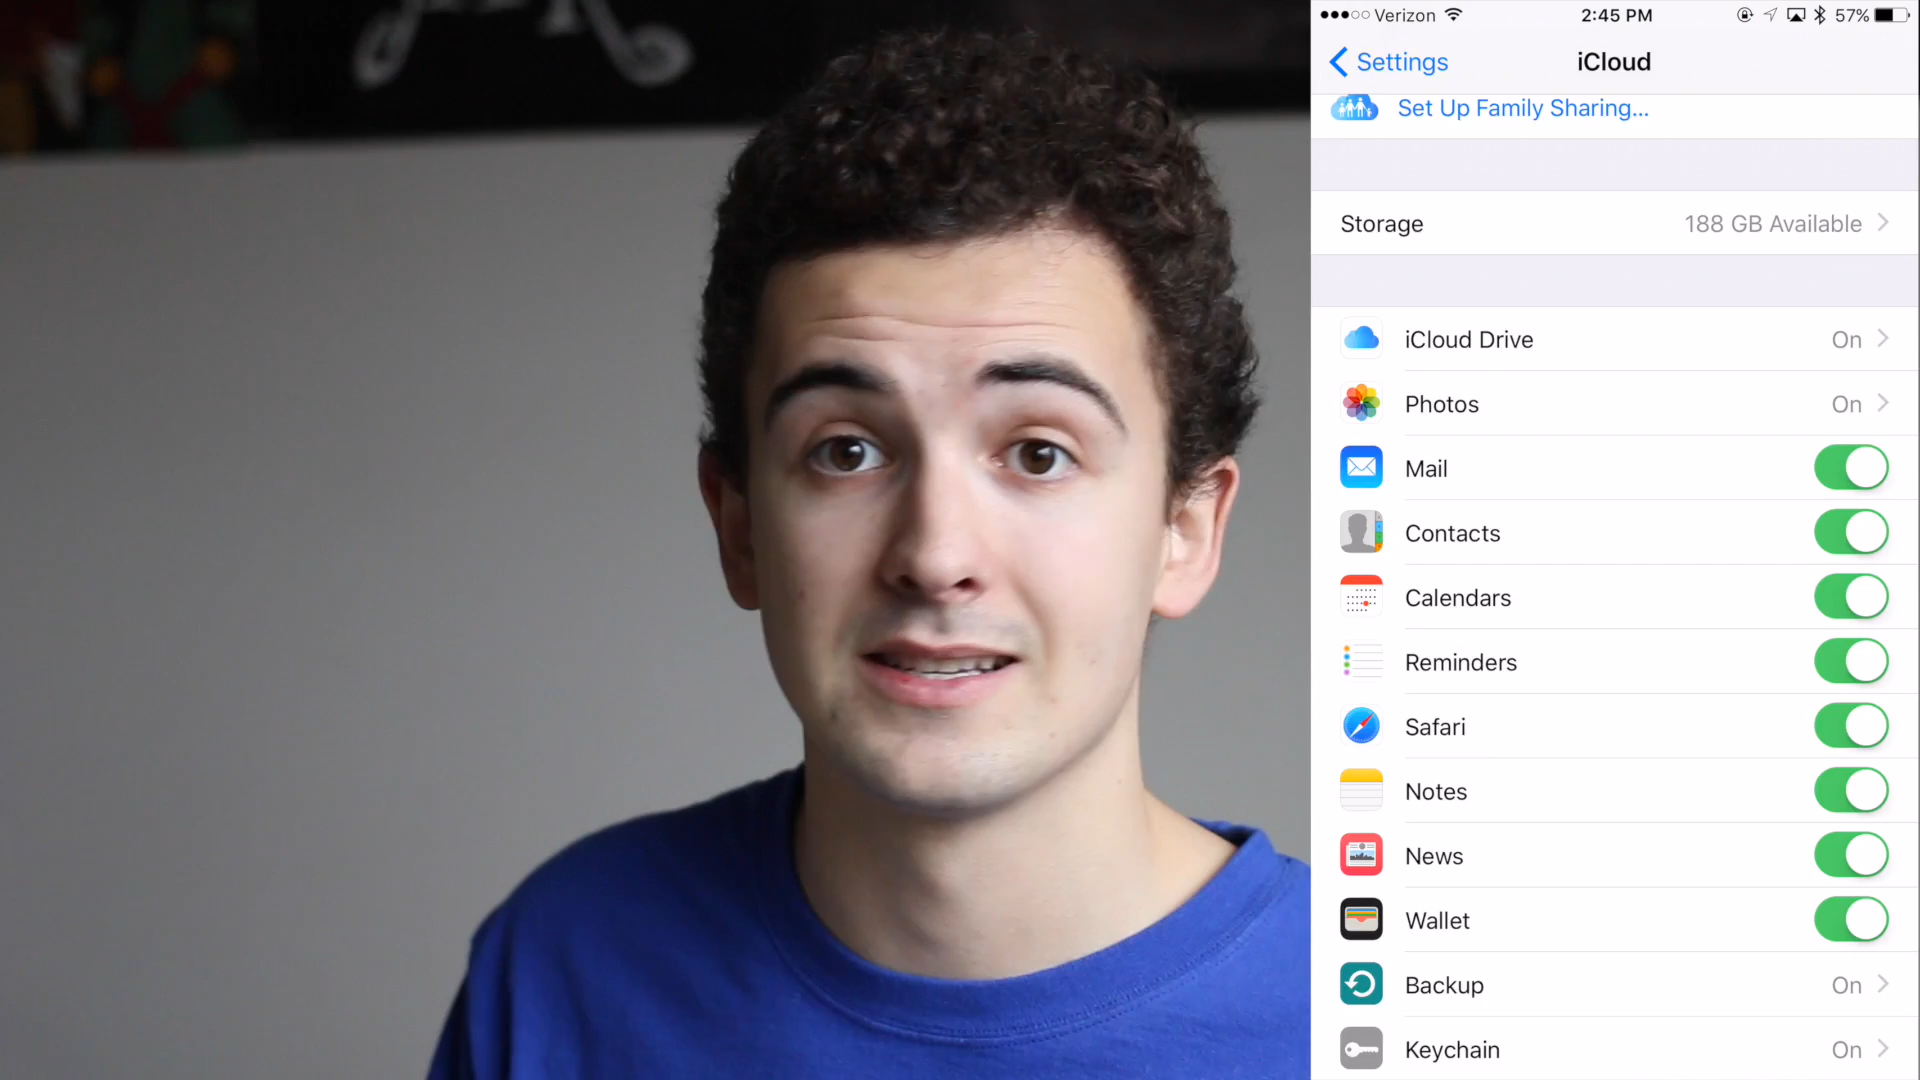 Verizon 2:45 PM 57%
Settings iCloud
Set Up Family Sharing...
Storage 188 GB Available
iCloud Drive On
Photos On
Mail
Contacts
Calendars
Reminders
Safari
Notes
News
Wallet
Backup On
Keychain On